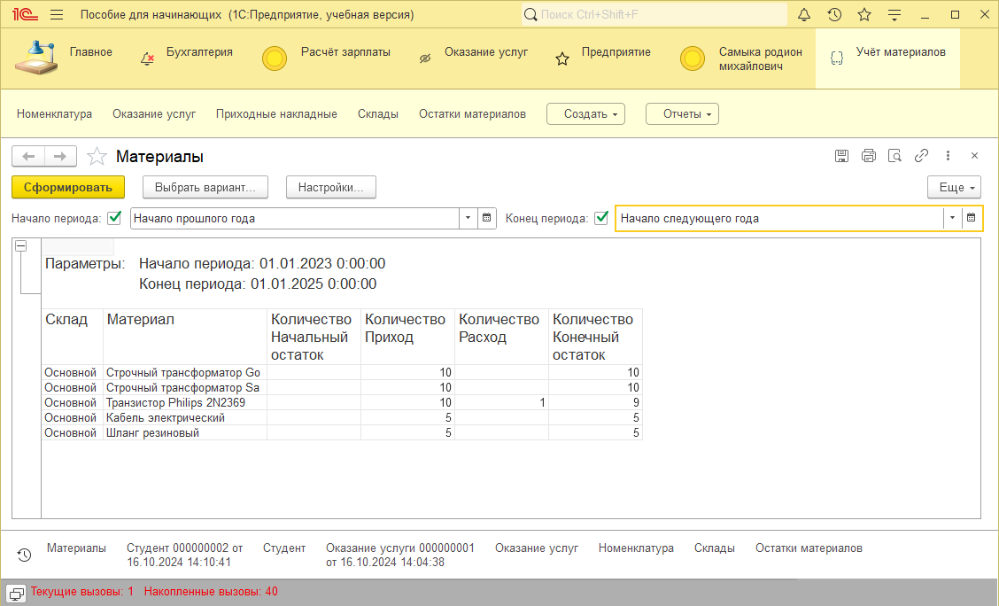 1С Пособие для начинающих (1С:Предприятие, учебная версия) Поиск Ctrl+Shift+F
Главное Бухгалтерия Расчёт зарплаты Оказание услуг Предприятие Самыка родион михайлович Учёт материалов
Номенклатура Оказание услуг Приходные накладные Склады Остатки материалов Создать Отчеты
Материалы
Сформировать Выбрать вариант... Настройки... Еще
Начало периода: Начало прошлого года Конец периода: Начало следующего года
Параметры: Начало периода: 01.01.2023 0:00:00
Конец периода: 01.01.2025 0:00:00
Склад Материал Количество Количество Количество Количество
Начальный Приход Расход Конечный
остаток остаток
Основной Строчный трансформатор Go 10 10
Основной Строчный трансформатор Sa 10 10
Основной Транзистор Philips 2N2369 10 1 9
Основной Кабель электрический 5 5
Основной Шланг резиновый 5 5
Материалы Студент 000000002 от Студент Оказание услуги 000000001 Оказание услуг Номенклатура Склады Остатки материалов
16.10.2024 14:10:41 от 16.10.2024 14:04:38
Текущие вызовы: 1 Накопленные вызовы: 40